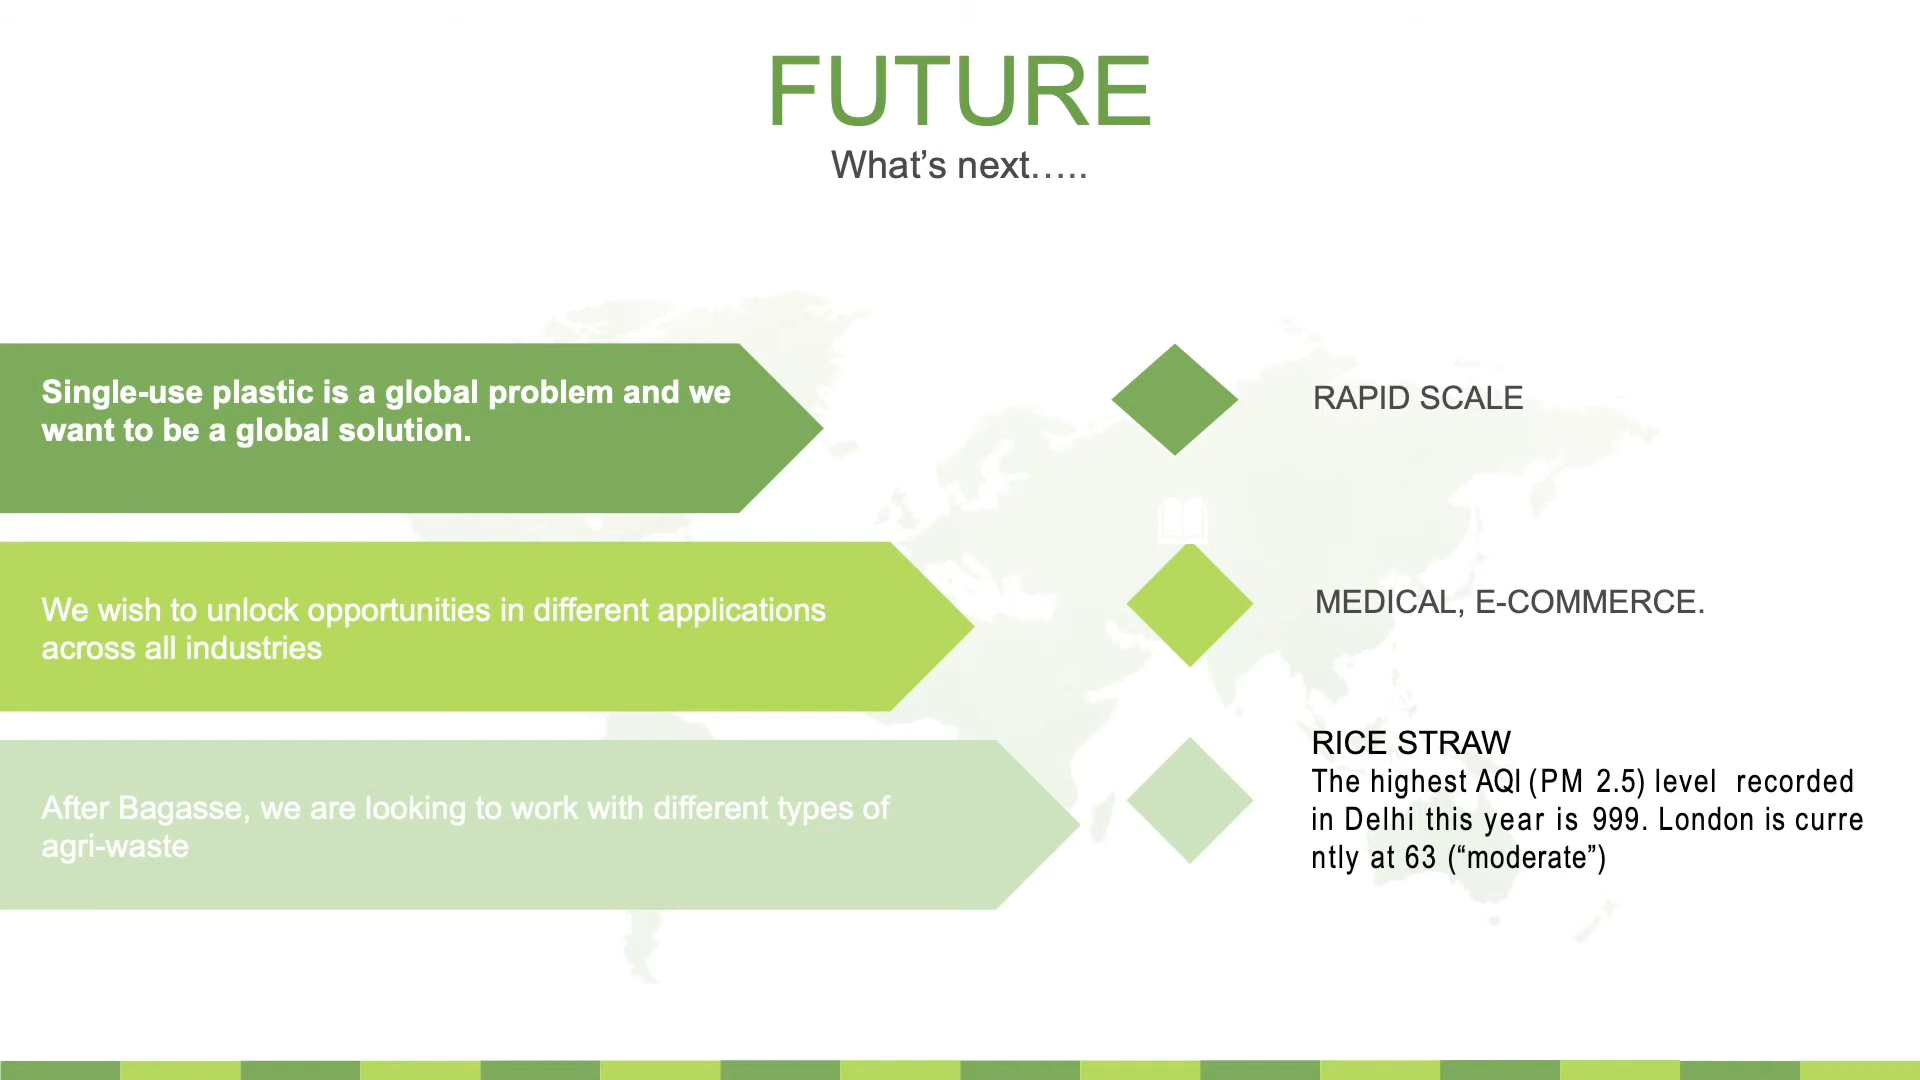 FUTURE
What’s next…..
Single-use plastic is a global problem and we
want to be a global solution.
RAPID SCALE
We wish to unlock opportunities in different applications
across all industries
MEDICAL, E-COMMERCE.
After Bagasse, we are looking to work with different types of
agri-waste
RICE STRAW
The highest AQI (PM 2.5) level recorded
in Delhi this year is 999. London is curre
ntly at 63 (“moderate”)